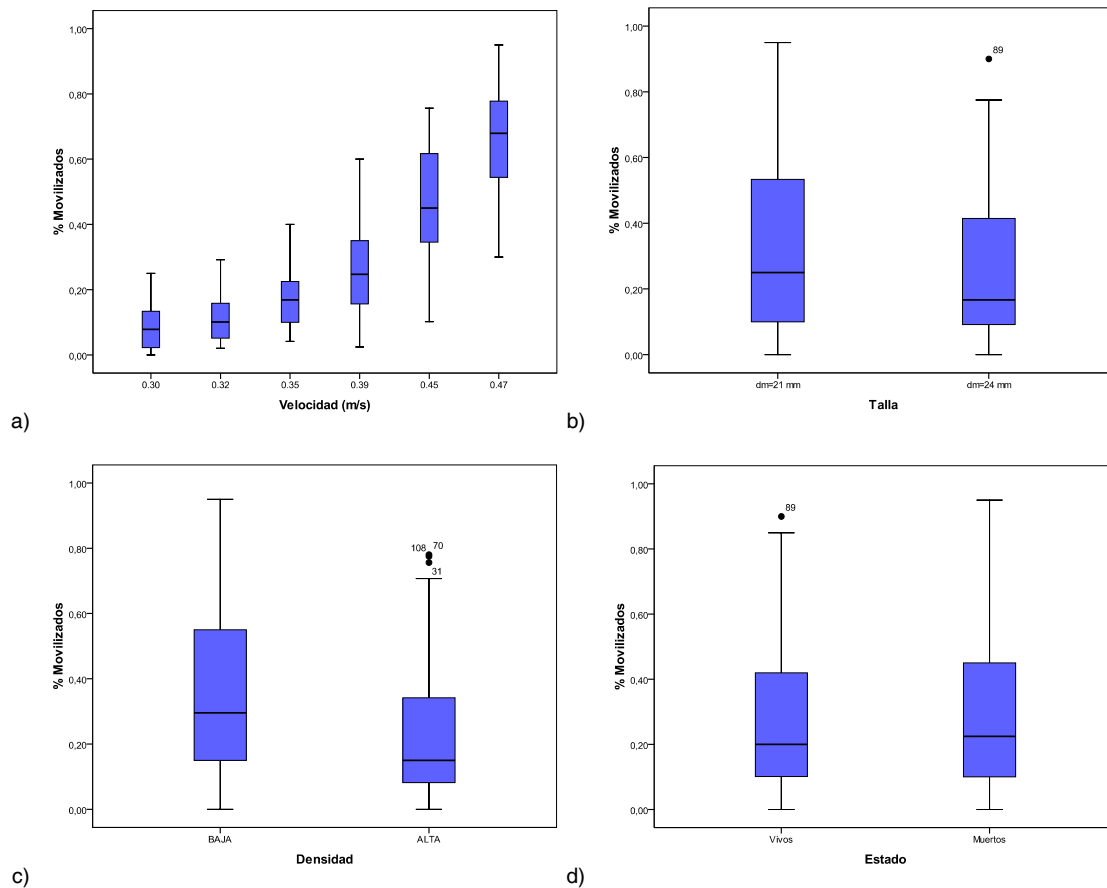 1,00
0,80
0,60
0,40
0,20
0,00
% Movilizados
0.30 0.32 0.35 0.39 0.45 0.47
Velocidad (m/s)
a)
1,00
0,80
0,60
0,40
0,20
0,00
% Movilizados
89
dm=21 mm dm=24 mm
Talla
b)
1,00
0,80
0,60
0,40
0,20
0,00
% Movilizados
108 70
31
BAJA ALTA
Densidad
c)
1,00
0,80
0,60
0,40
0,20
0,00
% Movilizados
89
Vivos Muertos
Estado
d)